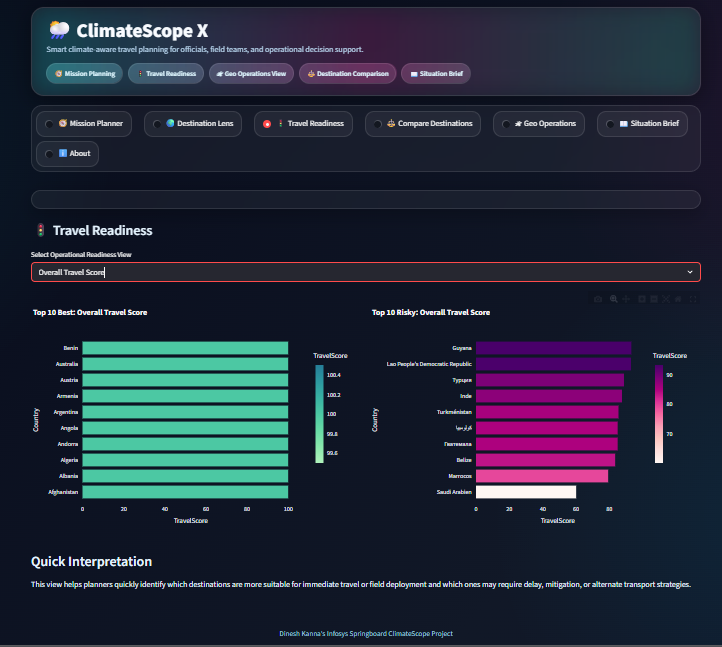 ClimateScope X
Smart climate-aware travel planning for officials, field teams, and operational decision support.
Mission Planning Travel Readiness Geo Operations View Destination Comparison Situation Brief
Mission Planner Destination Lens Travel Readiness Compare Destinations Geo Operations Situation Brief
About
Travel Readiness
Select Operational Readiness View
Overall Travel Score
Top 10 Best: Overall Travel Score
Benin
Australia
Austria
Armenia
Argentina
Angola
Andorra
Algeria
Albania
Afghanistan
Country
0 20 40 60 80 100
TravelScore
TravelScore
100.4
100.2
100
99.8
99.6
Top 10 Risky: Overall Travel Score
Guyana
Lao People's Democratic Republic
Турция
Inde
Turkménistan
كولومبيا
Гватемала
Belize
Marrocos
Saudi Arabien
Country
0 20 40 60 80
TravelScore
TravelScore
90
80
70
Quick Interpretation
This view helps planners quickly identify which destinations are more suitable for immediate travel or field deployment and which ones may require delay, mitigation, or alternate transport strategies.
Dinesh Kanna's Infosys Springboard ClimateScope Project